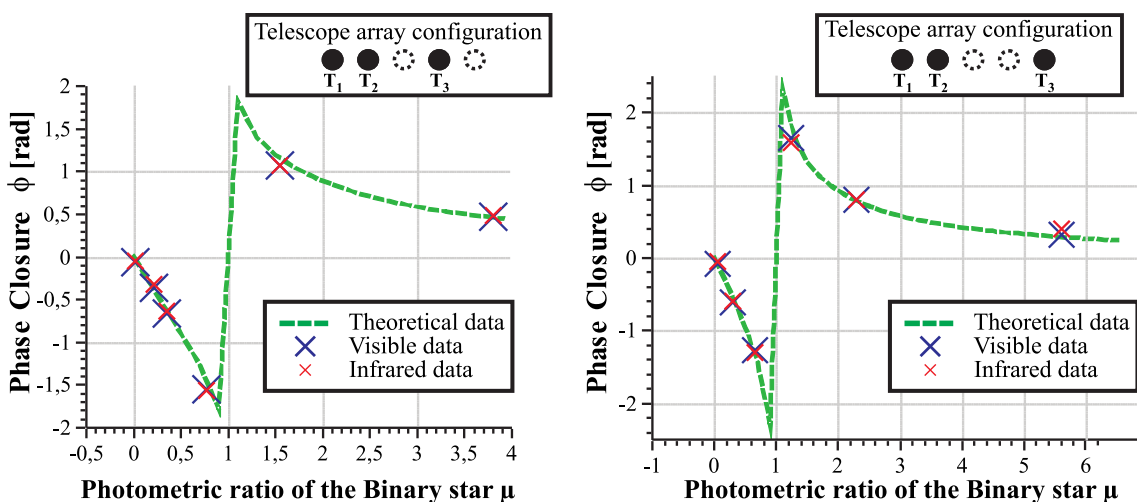 Telescope array configuration
T1 T2 T3
Phase Closure ϕ [rad]
2
1,5
1
0,5
0
-0,5
-1
-1,5
-2
Theoretical data
Visible data
Infrared data
-0,5 0 0,5 1 1,5 2 2,5 3 3,5 4
Photometric ratio of the Binary star μ
Telescope array configuration
T1 T2 T3
Phase Closure ϕ [rad]
2
1
0
-1
-2
Theoretical data
Visible data
Infrared data
-1 0 1 2 3 4 5 6
Photometric ratio of the Binary star μ